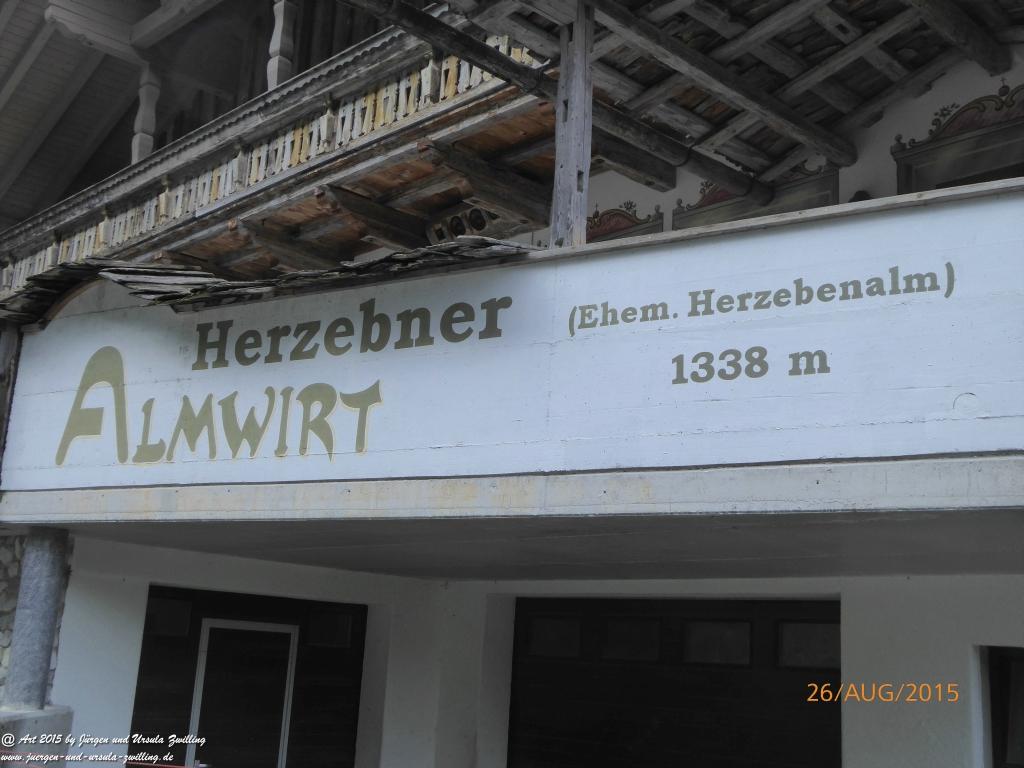 Herzebner
ALMWIRT
(Ehem. Herzebenalm)
1338 m
26/AUG/2015
@ Art 2015 by Jürgen und Ursula Zwilling
www.juergen-und-ursula-zwilling.de